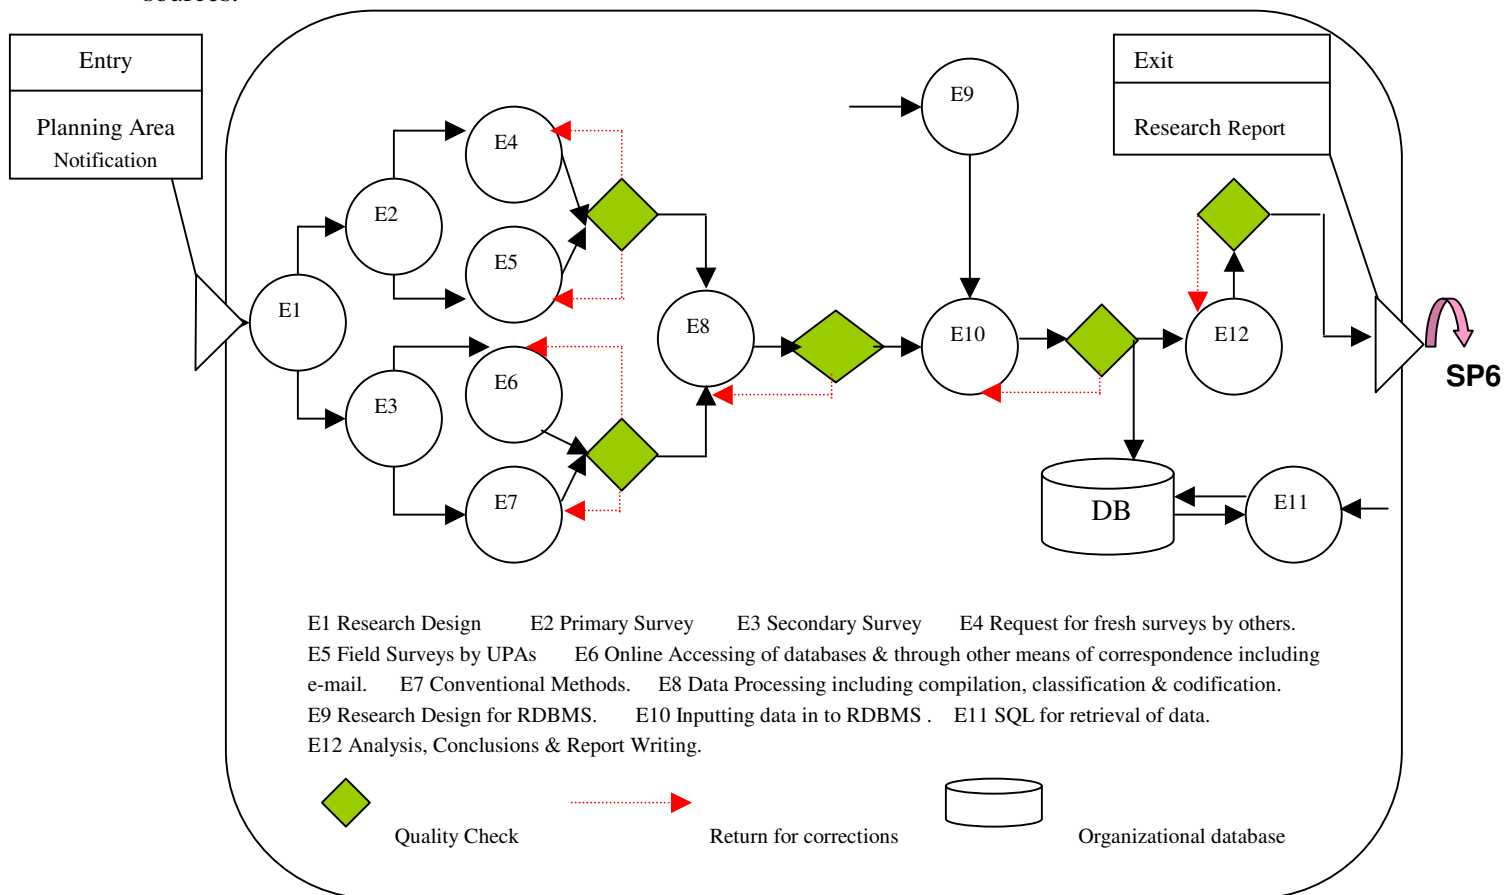 sources.
Entry
Planning Area
Notification
Exit
Research Report
E9
E4
E2
E5
E1
E8
E10
E12
E6
E3
E7
SP6
DB
E11
E1 Research Design E2 Primary Survey E3 Secondary Survey E4 Request for fresh surveys by others.
E5 Field Surveys by UPAs E6 Online Accessing of databases & through other means of correspondence including
e-mail. E7 Conventional Methods. E8 Data Processing including compilation, classification & codification.
E9 Research Design for RDBMS. E10 Inputting data in to RDBMS . E11 SQL for retrieval of data.
E12 Analysis, Conclusions & Report Writing.
Quality Check
Return for corrections
Organizational database